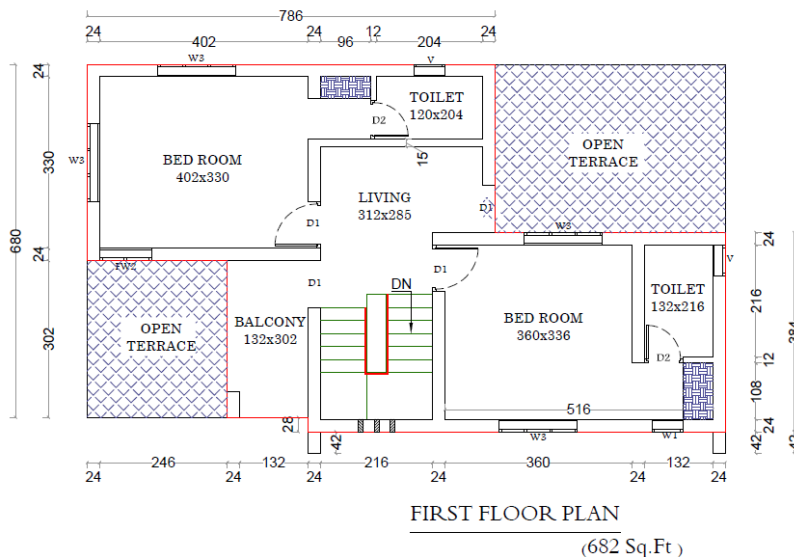 786
24
402
24
96
12
204
24
W3
V
24
330
24
302
680
W3
TOILET
120x204
D2
15
BED ROOM
402x330
OPEN
TERRACE
LIVING
312x285
D1
D1
W3
FW2
D1
D1
DN
24
216
12
108
24
42
384
42
V
TOILET
132x216
BED ROOM
360x336
D2
OPEN
TERRACE
BALCONY
132x302
516
28
42
W3
W1
246
132
216
360
132
24
24
24
24
24
24
FIRST FLOOR PLAN
(682 Sq.Ft )